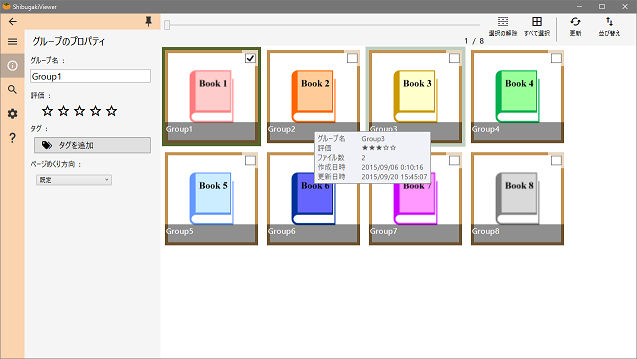 ShibugakiViewer
グループのプロパティ
グループ名 :
Group1
評価 :
☆☆☆☆☆
タグ :
タグを追加
ページめくり方向 :
既定
選択の解除
すべて選択
更新
並び替え
1 / 8
Book 1
Group1
Book 2
Group2
Book 3
Group3
Book 4
Group4
グループ名 Group3
評価 ★★★☆☆
ファイル数 2
作成日時 2015/09/06 0:10:16
更新日時 2015/09/20 15:45:07
Book 5
Group5
Book 6
Group6
Book 7
Group7
Book 8
Group8